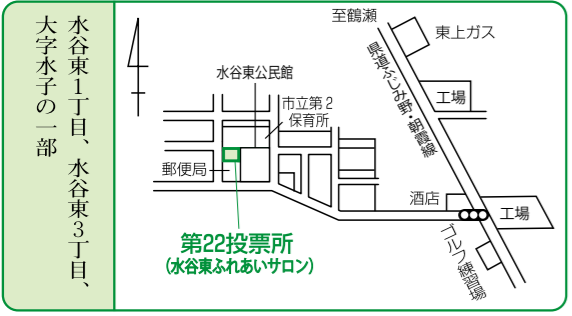 水谷東1丁目、水谷東3丁目、
大字水子の一部
至鶴瀬
東上ガス
県道ふじみ野・朝霞線
工場
水谷東公民館
市立第2
保育所
郵便局
酒店
工場
ゴルフ練習場
第22投票所
(水谷東ふれあいサロン)